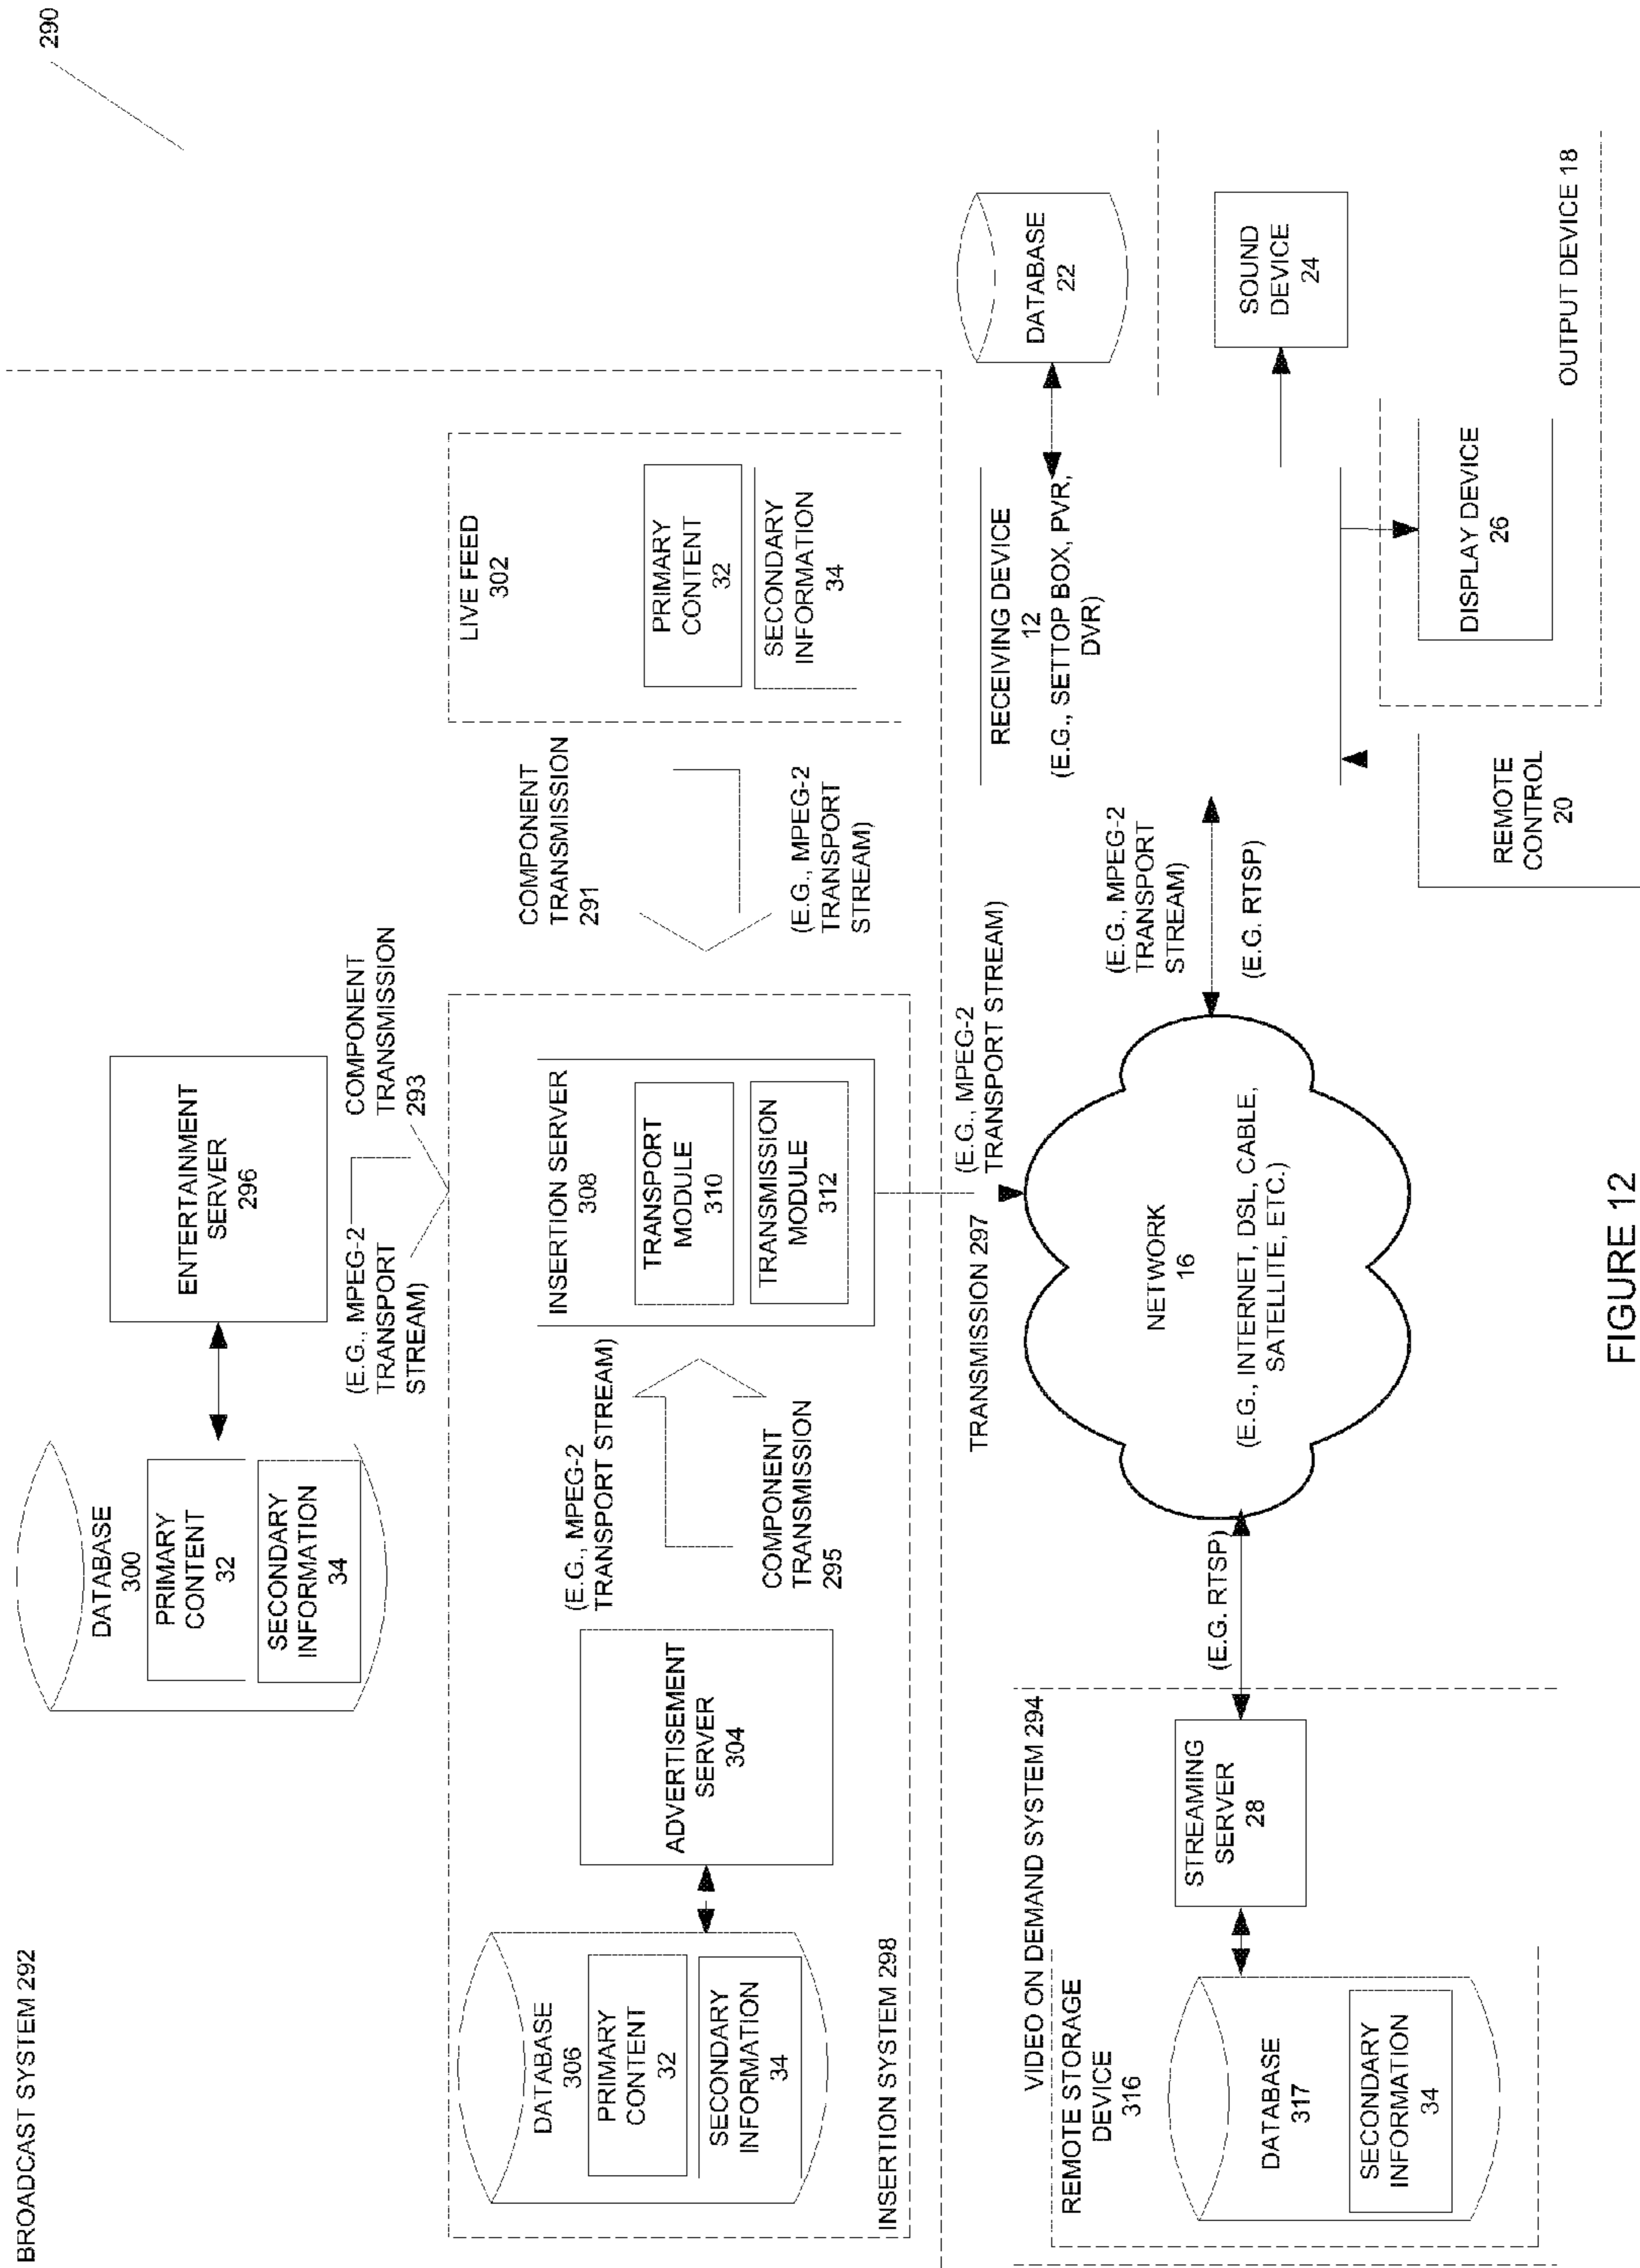 290
BROADCAST SYSTEM 292
DATABASE
300
PRIMARY
CONTENT
32
SECONDARY
INFORMATION
34
ENTERTAINMENT
SERVER
296
(E.G., MPEG-2
TRANSPORT
STREAM)
COMPONENT
TRANSMISSION
293
LIVE FEED
302
PRIMARY
CONTENT
32
SECONDARY
INFORMATION
34
COMPONENT
TRANSMISSION
291
(E.G., MPEG-2
TRANSPORT
STREAM)
DATABASE
306
PRIMARY
CONTENT
32
SECONDARY
INFORMATION
34
ADVERTISEMENT
SERVER
304
(E.G., MPEG-2
TRANSPORT STREAM)
COMPONENT
TRANSMISSION
295
INSERTION SERVER
308
TRANSPORT
MODULE
310
TRANSMISSION
MODULE
312
INSERTION SYSTEM 298
TRANSMISSION 297
(E.G., MPEG-2
TRANSPORT STREAM)
VIDEO ON DEMAND SYSTEM 294
REMOTE STORAGE
DEVICE
316
DATABASE
317
SECONDARY
INFORMATION
34
STREAMING
SERVER
28
(E.G. RTSP)
NETWORK
16
(E.G., INTERNET, DSL, CABLE,
SATELLITE, ETC.)
(E.G., MPEG-2
TRANSPORT
STREAM)
(E.G. RTSP)
RECEIVING DEVICE
12
(E.G., SETTOP BOX, PVR,
DVR)
DATABASE
22
SOUND
DEVICE
24
DISPLAY DEVICE
26
OUTPUT DEVICE 18
REMOTE
CONTROL
20
FIGURE 12